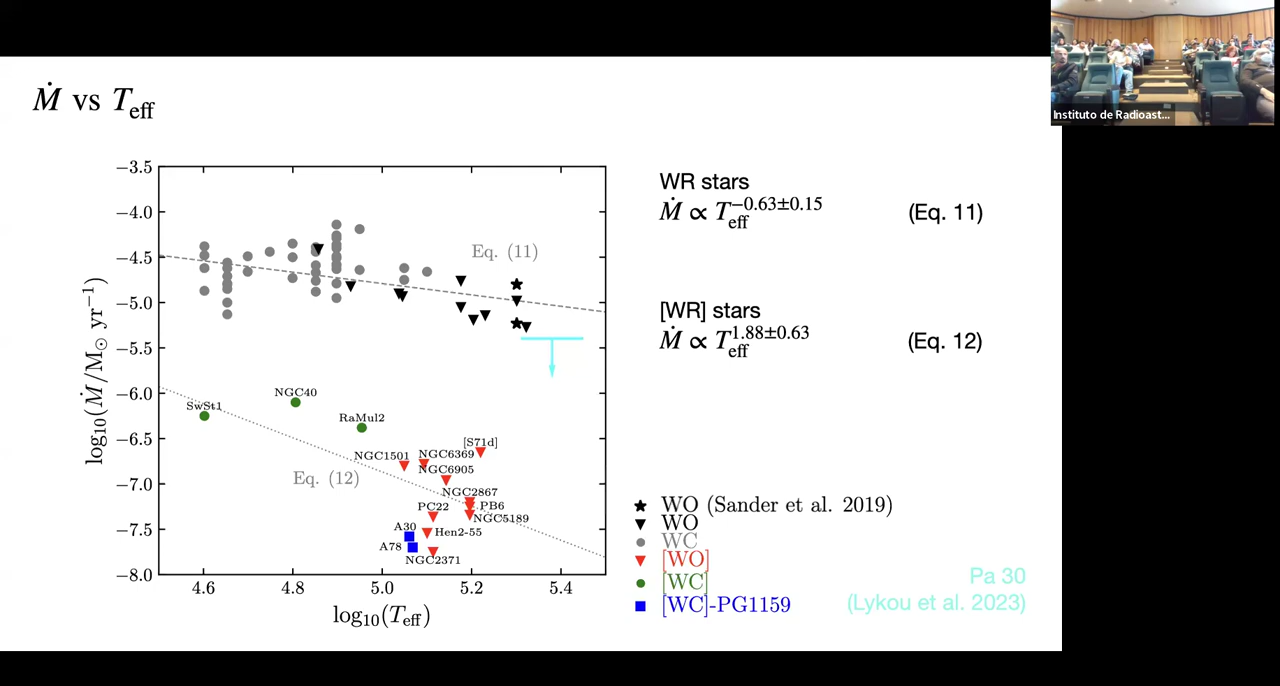 Ṁ vs T_eff
Instituto de Radioast...
−3.5
−4.0
−4.5
−5.0
−5.5
−6.0
−6.5
−7.0
−7.5
−8.0
log₁₀(Ṁ/M⊙ yr⁻¹)
Eq. (11)
SwSt1
NGC40
RaMul2
[S71d]
NGC1501
NGC6369
NGC6905
Eq. (12)
NGC2867
PC22
PB6
NGC5189
A30
Hen2-55
A78
NGC2371
4.6 4.8 5.0 5.2 5.4
log₁₀(T_eff)
WR stars
Ṁ ∝ T_eff^−0.63±0.15 (Eq. 11)
[WR] stars
Ṁ ∝ T_eff^1.88±0.63 (Eq. 12)
WO (Sander et al. 2019)
WO
WC
[WO]
[WC]
[WC]-PG1159
Pa 30
(Lykou et al. 2023)